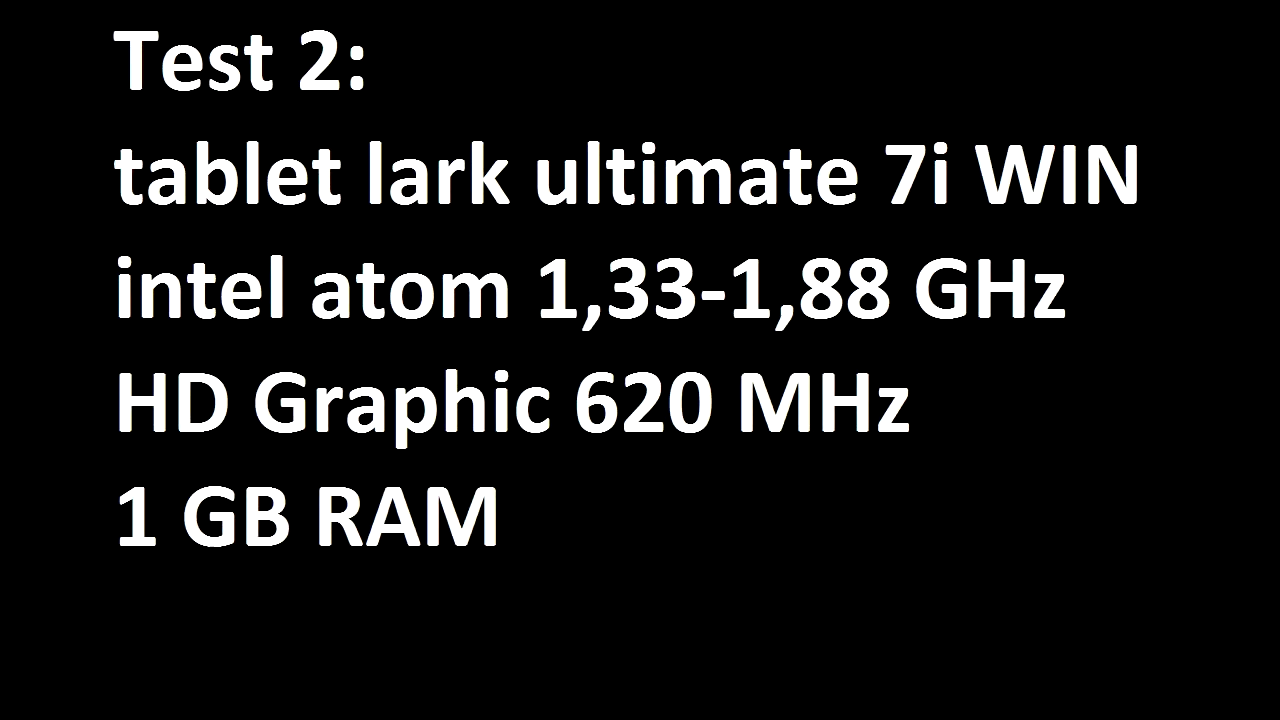 Test 2:
tablet lark ultimate 7i WIN
intel atom 1,33-1,88 GHz
HD Graphic 620 MHz
1 GB RAM